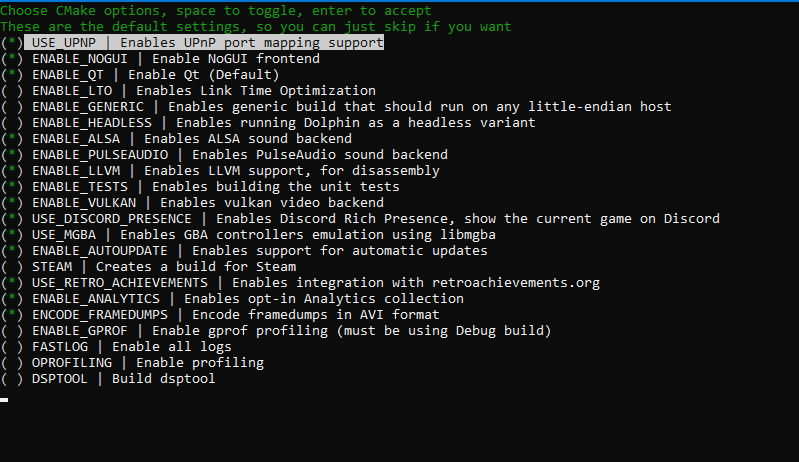 Choose CMake options, space to toggle, enter to accept
These are the default settings, so you can just skip if you want
(*) USE_UPNP | Enables UPnP port mapping support
(*) ENABLE_NOGUI | Enable NoGUI frontend
(*) ENABLE_QT | Enable Qt (Default)
( ) ENABLE_LTO | Enables Link Time Optimization
( ) ENABLE_GENERIC | Enables generic build that should run on any little-endian host
( ) ENABLE_HEADLESS | Enables running Dolphin as a headless variant
(*) ENABLE_ALSA | Enables ALSA sound backend
(*) ENABLE_PULSEAUDIO | Enables PulseAudio sound backend
(*) ENABLE_LLVM | Enables LLVM support, for disassembly
(*) ENABLE_TESTS | Enables building the unit tests
(*) ENABLE_VULKAN | Enables vulkan video backend
(*) USE_DISCORD_PRESENCE | Enables Discord Rich Presence, show the current game on Discord
(*) USE_MGBA | Enables GBA controllers emulation using libmgba
(*) ENABLE_AUTOUPDATE | Enables support for automatic updates
( ) STEAM | Creates a build for Steam
(*) USE_RETRO_ACHIEVEMENTS | Enables integration with retroachievements.org
(*) ENABLE_ANALYTICS | Enables opt-in Analytics collection
(*) ENCODE_FRAMEDUMPS | Encode framedumps in AVI format
( ) ENABLE_GPROF | Enable gprof profiling (must be using Debug build)
( ) FASTLOG | Enable all logs
( ) OPROFILING | Enable profiling
( ) DSPTOOL | Build dsptool